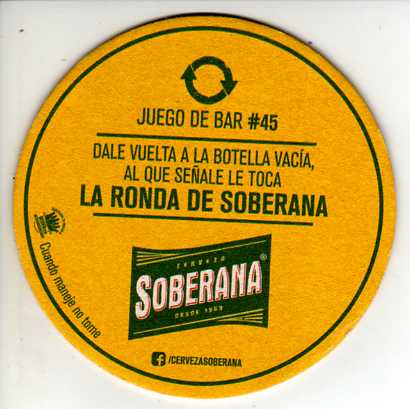 JUEGO DE BAR #45
DALE VUELTA A LA BOTELLA VACÍA,
AL QUE SEÑALE LE TOCA
LA RONDA DE SOBERANA
CERVEZA
SOBERANA®
DESDE 1969
/CERVEZASOBERANA
Cuando maneje no tome